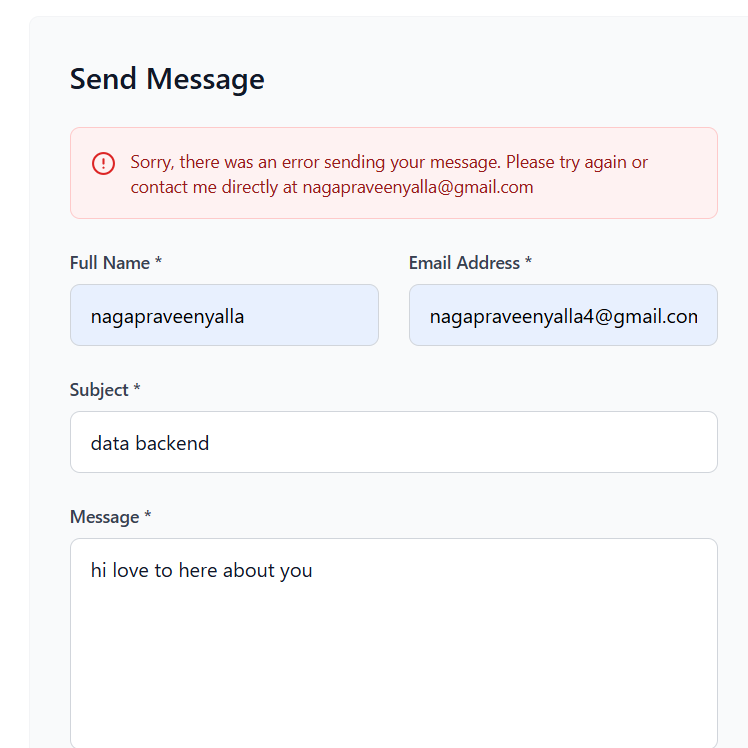 Send Message
Sorry, there was an error sending your message. Please try again or
contact me directly at nagapraveenyalla@gmail.com
Full Name *
Email Address *
nagapraveenyalla
nagapraveenyalla4@gmail.con
Subject *
data backend
Message *
hi love to here about you